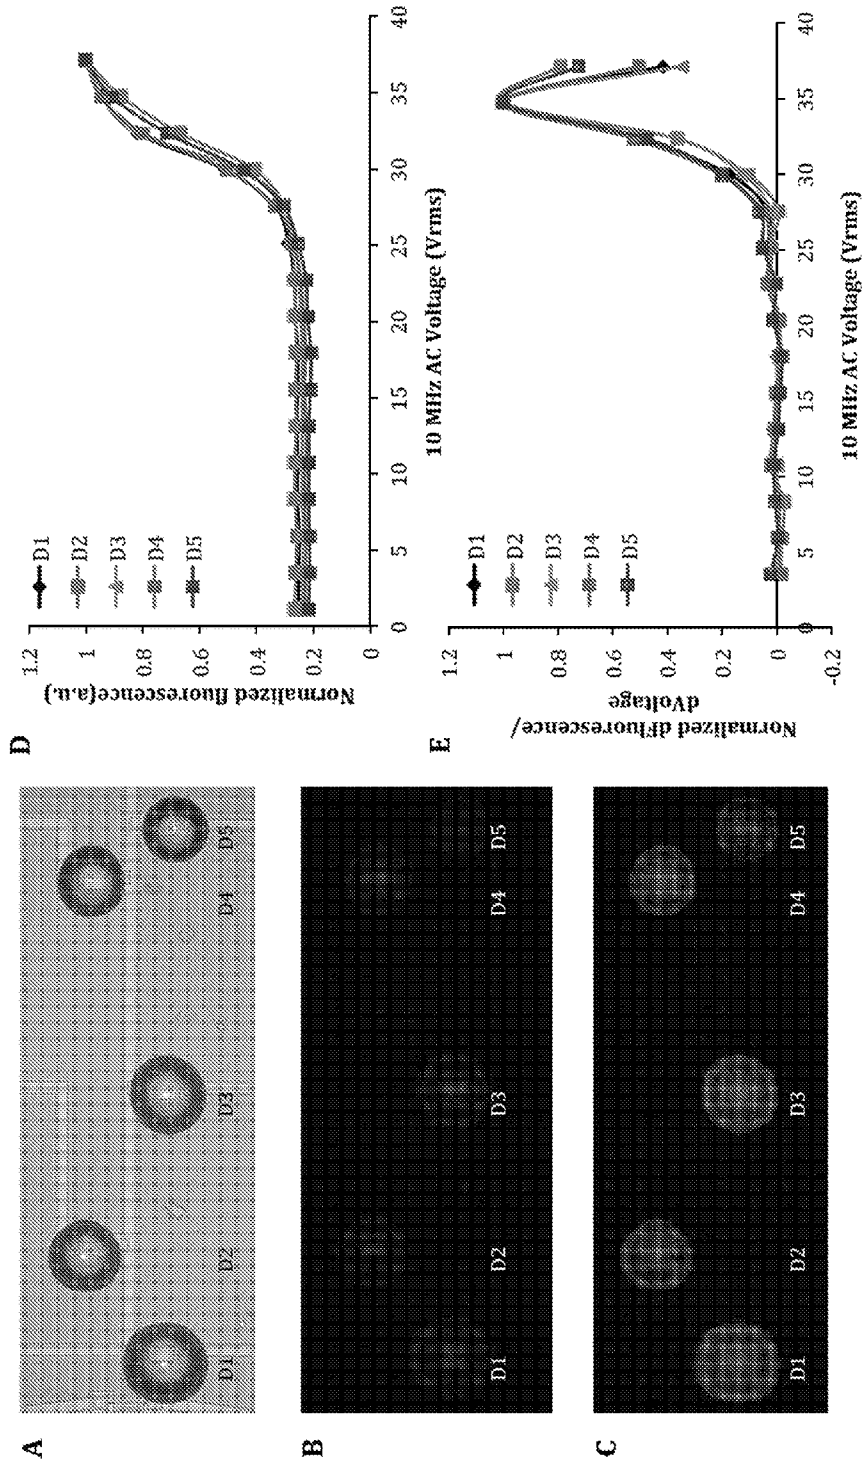 A
D1
D2
D3
D4
D5
B
D1
D2
D3
D4
D5
C
D1
D2
D3
D4
D5
D
Normalized fluorescence(a.u.)
1.2
1
0.8
0.6
0.4
0.2
0
D1
D2
D3
D4
D5
0
5
10
15
20
25
30
35
40
10 MHz AC Voltage (Vrms)
E
Normalized dFluorescence/
dVoltage
1.2
1
0.8
0.6
0.4
0.2
0
-0.2
D1
D2
D3
D4
D5
0
5
10
15
20
25
30
35
40
10 MHz AC Voltage (Vrms)